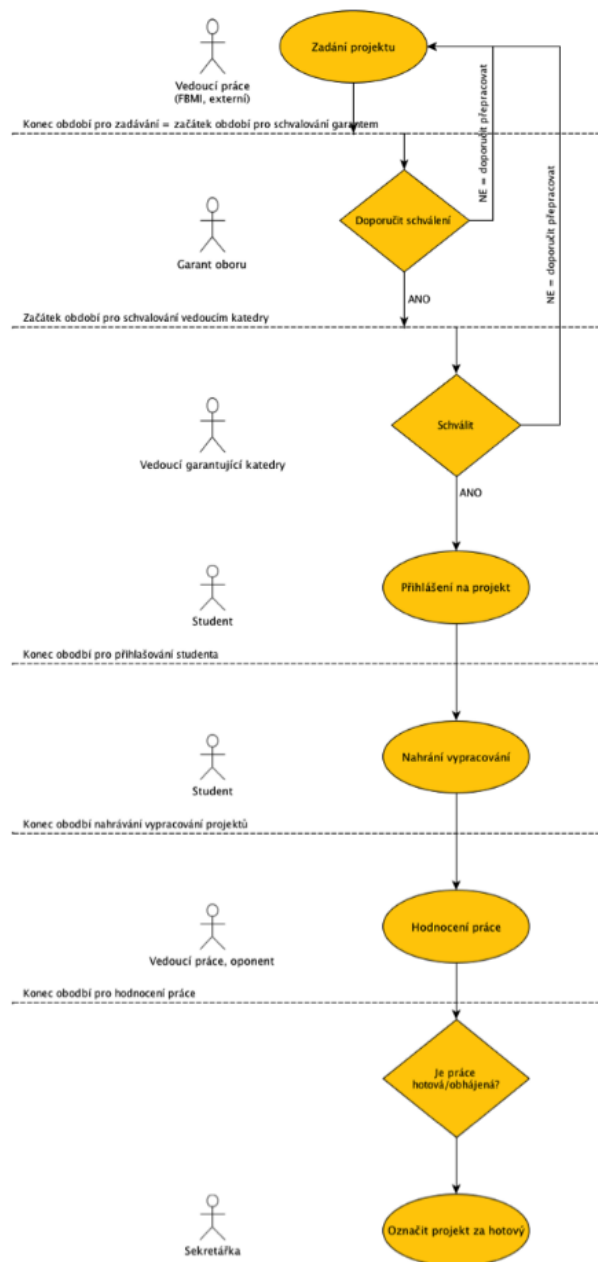 Zadání projektu
Vedoucí práce
(FBMI, externí)
Konec období pro zadávání = začátek období pro schvalování garantem
NE = doporučit přepracovat
NE = doporučit přepracovat
Doporučit schválení
Garant oboru
ANO
Začátek období pro schvalování vedoucím katedry
Schválit
Vedoucí garantující katedry
ANO
Přihlášení na projekt
Student
Konec obodbí pro přihlašování studenta
Nahrání vypracování
Student
Konec obodbí nahrávání vypracování projektů
Hodnocení práce
Vedoucí práce, oponent
Konec obodbí pro hodnocení práce
Je práce
hotová/obhájená?
Označit projekt za hotový
Sekretářka